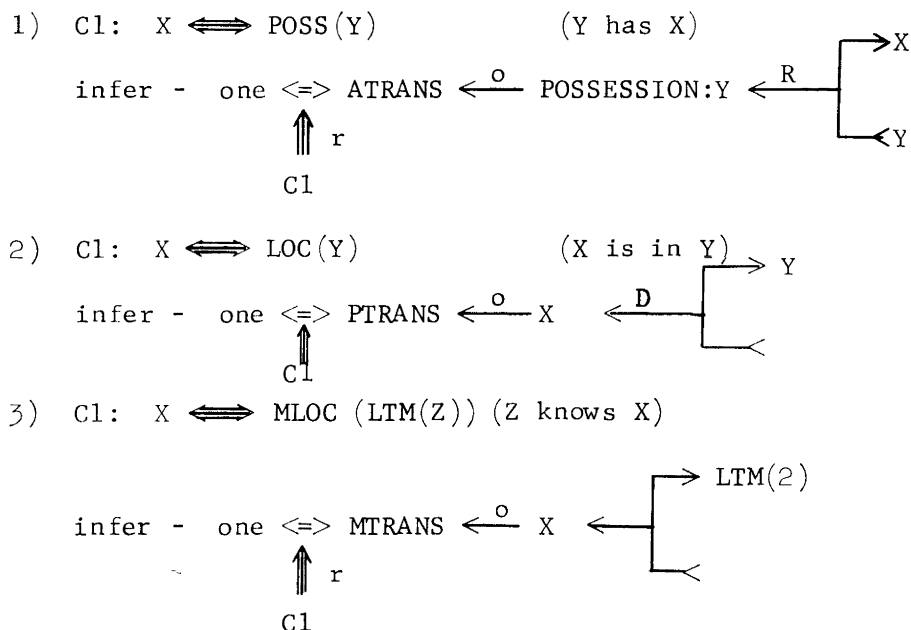 1) C1: X ⇔ POSS(Y) (Y has X)
X
infer - one <=> ATRANS ← o POSSESSION:Y ← R
r Y
C1
2) C1: X ⇔ LOC(Y) (X is in Y)
Y
infer - one <=> PTRANS ← o X ← D
C1
3) C1: X ⇔ MLOC (LTM(Z)) (Z knows X)
LTM(2)
infer - one <=> MTRANS ← o X ←
r
C1